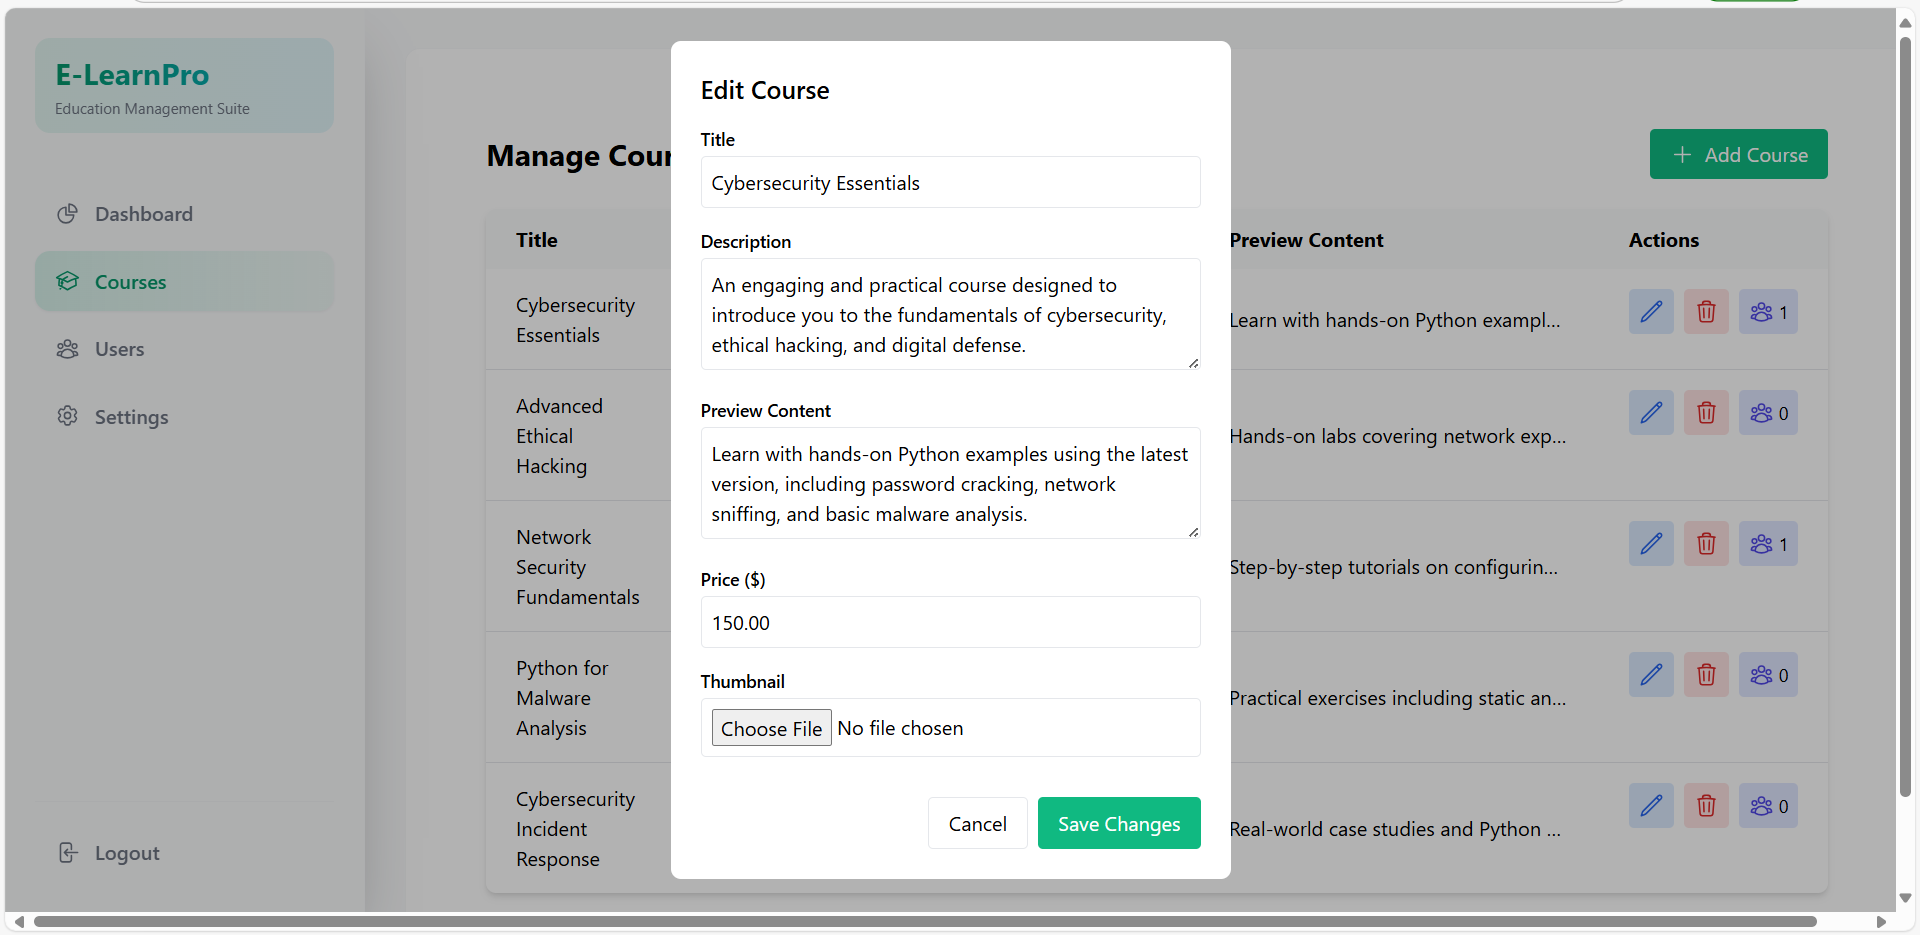 E-LearnPro
Education Management Suite
Dashboard
Courses
Users
Settings
Logout
Manage Cour
Add Course
Title
Preview Content
Actions
Cybersecurity
Essentials
Learn with hands-on Python exampl...
1
Advanced
Ethical
Hacking
Hands-on labs covering network exp...
0
Network
Security
Fundamentals
Step-by-step tutorials on configurin...
1
Python for
Malware
Analysis
Practical exercises including static an...
0
Cybersecurity
Incident
Response
Real-world case studies and Python ...
0
Edit Course
Title
Cybersecurity Essentials
Description
An engaging and practical course designed to
introduce you to the fundamentals of cybersecurity,
ethical hacking, and digital defense.
Preview Content
Learn with hands-on Python examples using the latest
version, including password cracking, network
sniffing, and basic malware analysis.
Price ($)
150.00
Thumbnail
Choose File No file chosen
Cancel
Save Changes